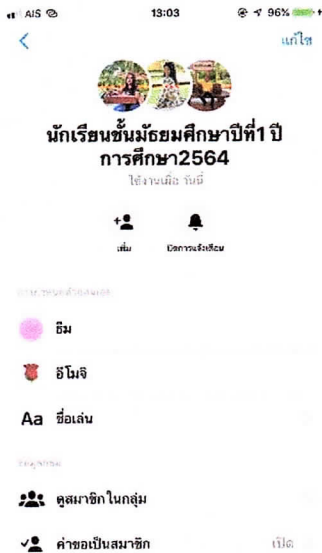 AIS
13:03
96%
แก้ไข
นักเรียนชั้นมัธยมศึกษาปีที่1 ปี
การศึกษา2564
ใช้งานเมื่อ วันนี้
เพิ่ม
ปิดการแจ้งเตือน
ธีม
อีโมจิ
Aa ชื่อเล่น
ดูสมาชิกในกลุ่ม
คำขอเป็นสมาชิก
เปิด